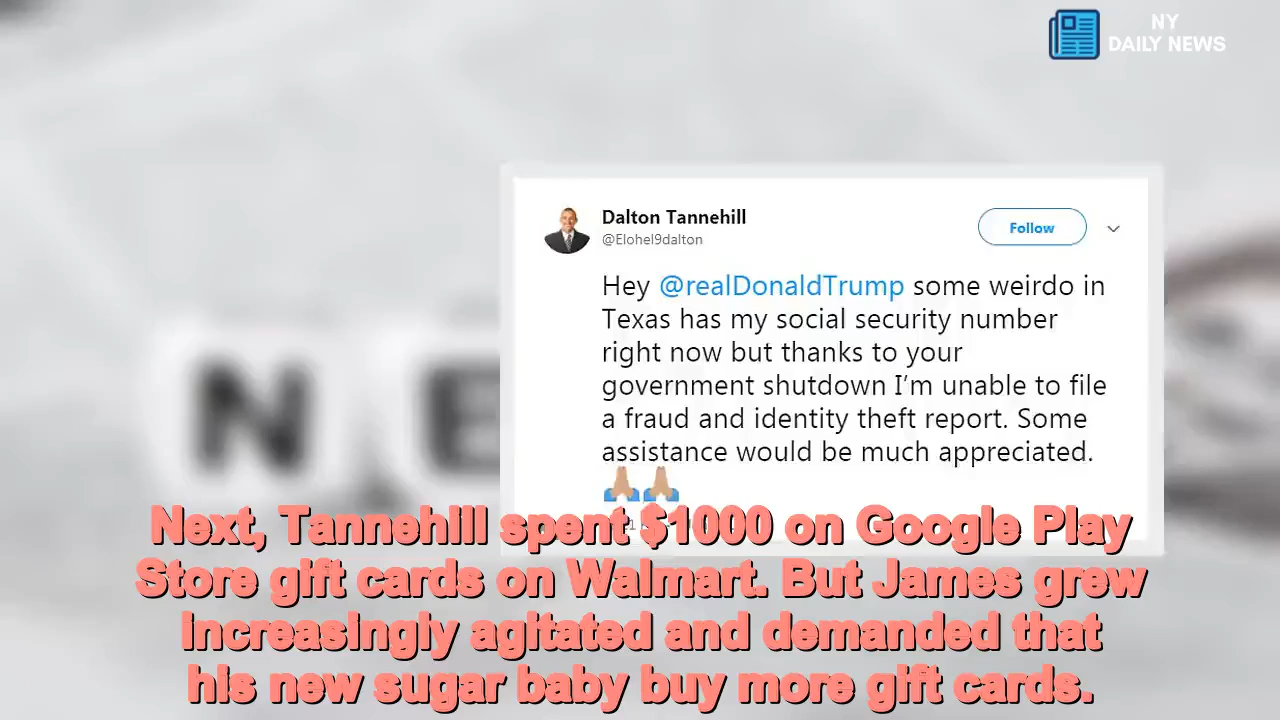 NY
DAILY NEWS
Dalton Tannehill
@Elohel9dalton
Follow
Hey @realDonaldTrump some weirdo in
Texas has my social security number
right now but thanks to your
government shutdown I’m unable to file
a fraud and identity theft report. Some
assistance would be much appreciated.
🙏🏽🙏🏽
Next, Tannehill spent $1000 on Google Play
Store gift cards on Walmart. But James grew
increasingly agitated and demanded that
his new sugar baby buy more gift cards.
N E